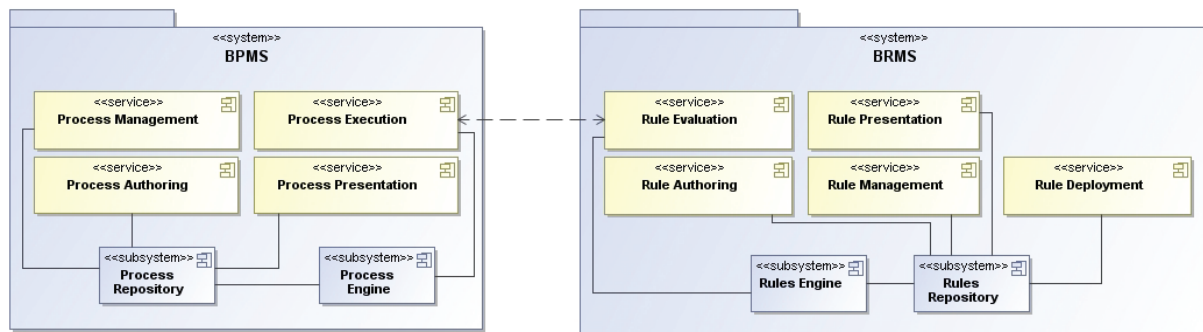 <<system>>
BPMS
<<service>>
Process Management
<<service>>
Process Execution
<<service>>
Process Authoring
<<service>>
Process Presentation
<<subsystem>>
Process
Repository
<<subsystem>>
Process
Engine
<<system>>
BRMS
<<service>>
Rule Evaluation
<<service>>
Rule Presentation
<<service>>
Rule Authoring
<<service>>
Rule Management
<<service>>
Rule Deployment
<<subsystem>>
Rules Engine
<<subsystem>>
Rules
Repository